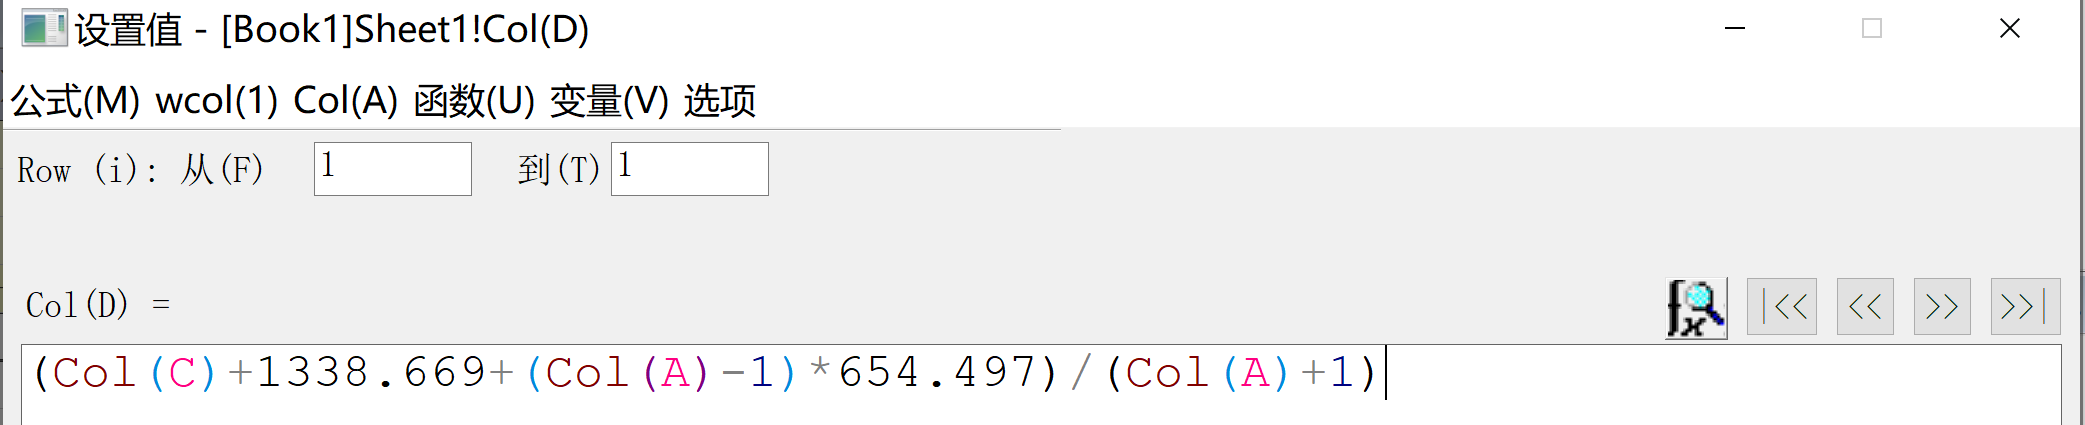 设置值 - [Book1]Sheet1!Col(D)
公式(M) wcol(1) Col(A) 函数(U) 变量(V) 选项
Row (i): 从(F) 1 到(T) 1
Col(D) =
|<< << >> >>|
(Col(C)+1338.669+(Col(A)-1)*654.497)/(Col(A)+1)